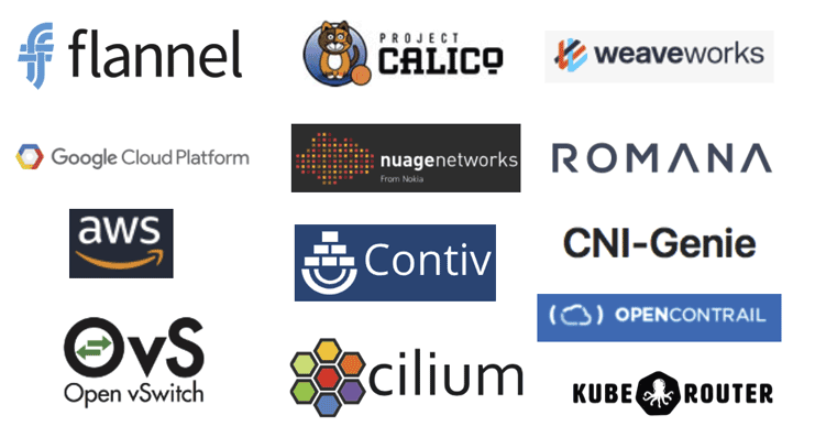 flannel
PROJECT
CALICO
weaveworks
Google Cloud Platform
nuagenetworks
From Nokia
ROMANA
aws
Contiv
CNI-Genie
OvS
Open vSwitch
cilium
OPENCONTRAIL
KUBE ROUTER